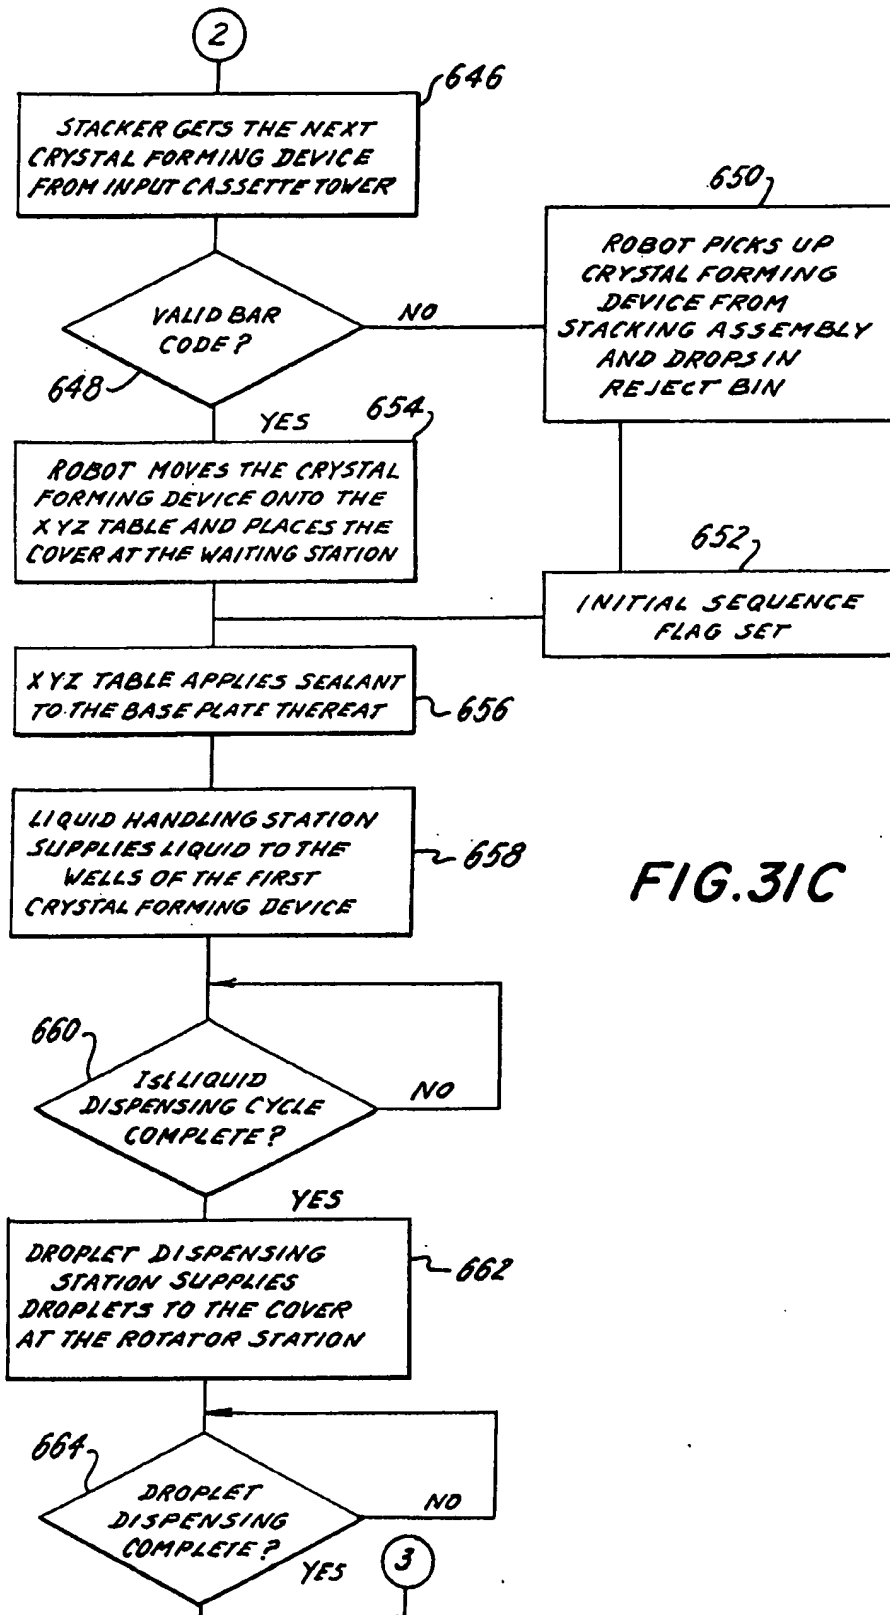 2
646
STACKER GETS THE NEXT
CRYSTAL FORMING DEVICE
FROM INPUT CASSETTE TOWER
650
ROBOT PICKS UP
CRYSTAL FORMING
DEVICE FROM
STACKING ASSEMBLY
AND DROPS IN
REJECT BIN
VALID BAR
CODE?
NO
648
YES
654
ROBOT MOVES THE CRYSTAL
FORMING DEVICE ONTO THE
XYZ TABLE AND PLACES THE
COVER AT THE WAITING STATION
652
INITIAL SEQUENCE
FLAG SET
XYZ TABLE APPLIES SEALANT
TO THE BASE PLATE THEREAT
656
LIQUID HANDLING STATION
SUPPLIES LIQUID TO THE
WELLS OF THE FIRST
CRYSTAL FORMING DEVICE
658
FIG.31C
660
1st LIQUID
DISPENSING CYCLE
COMPLETE?
NO
YES
DROPLET DISPENSING
STATION SUPPLIES
DROPLETS TO THE COVER
AT THE ROTATOR STATION
662
664
DROPLET
DISPENSING
COMPLETE?
NO
YES
3